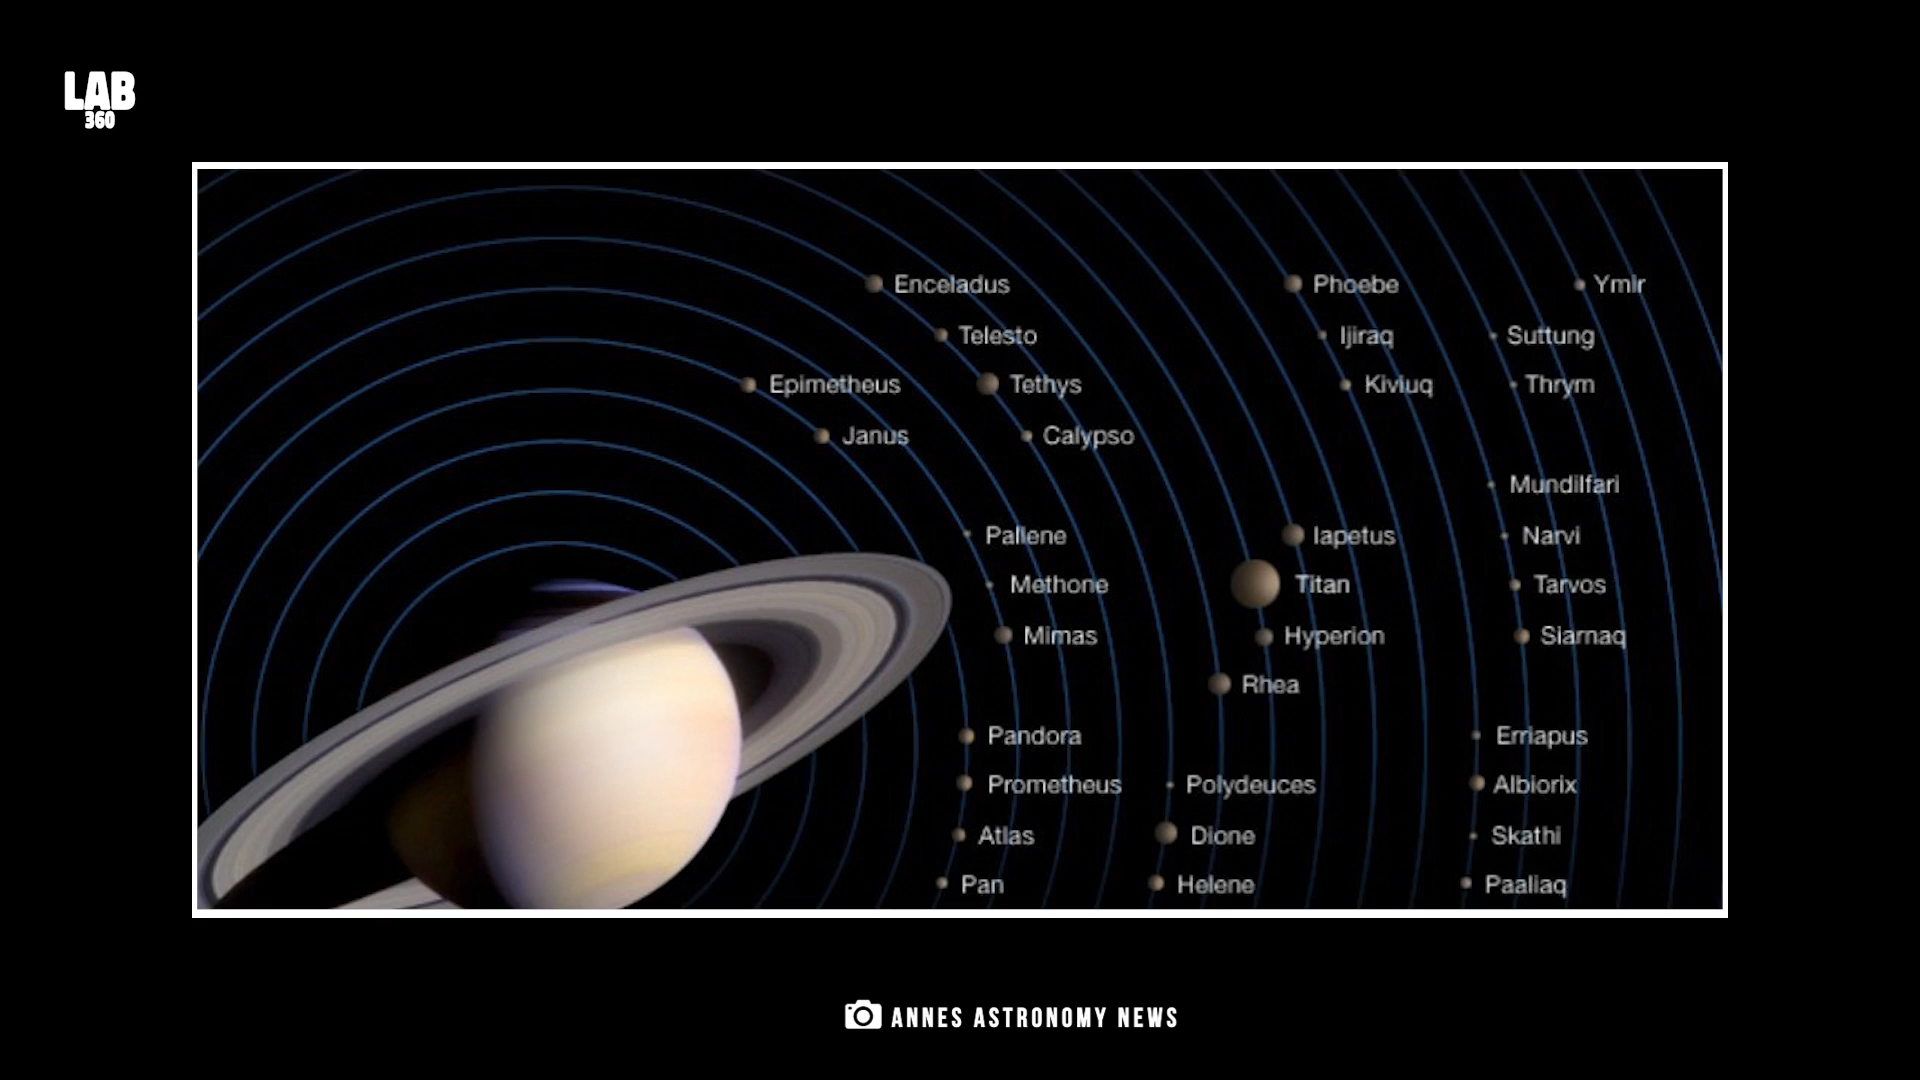 LAB
360
Enceladus
Phoebe
Ymir
Telesto
Ijiraq
Suttung
Epimetheus
Tethys
Kiviuq
Thrym
Janus
Calypso
Mundilfari
Pallene
Iapetus
Narvi
Methone
Titan
Tarvos
Mimas
Hyperion
Siarnaq
Rhea
Pandora
Erriapus
Prometheus
Polydeuces
Albiorix
Atlas
Dione
Skathi
Pan
Helene
Paaliaq
ANNES ASTRONOMY NEWS